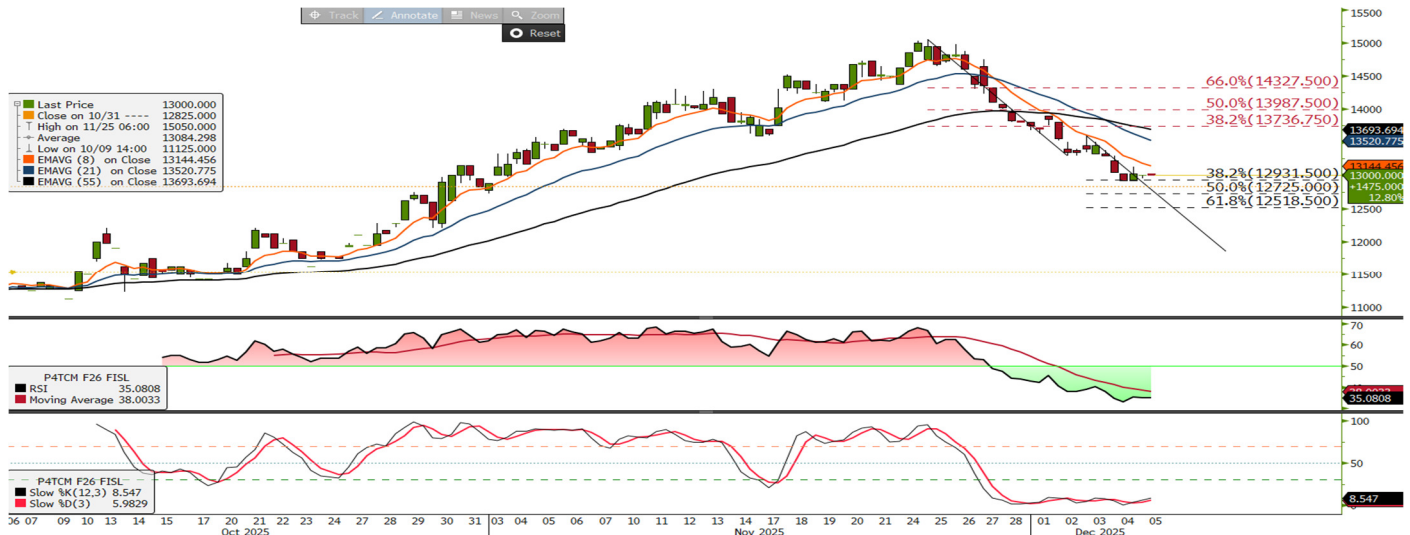 Track Annotate News Zoom
Reset
15500
15000
14500
14000
13500
12500
12000
11500
11000
66.0%(14327.500)
50.0%(13987.500)
38.2%(13736.750)
38.2%(12931.500)
50.0%(12725.000)
61.8%(12518.500)
13693.694
13520.775
13144.456
13000.000
+1475.000
12.80%
Last Price 13000.000
Close on 10/31 ---- 12825.000
High on 11/25 06:00 15050.000
Average 13084.298
Low on 10/09 14:00 11125.000
EMAVG (8) on Close 13144.456
EMAVG (21) on Close 13520.775
EMAVG (55) on Close 13693.694
P4TCM F26 FISL
RSI 35.0808
Moving Average 38.0033
70
60
50
38.0033
35.0808
P4TCM F26 FISL
Slow %K(12,3) 8.547
Slow %D(3) 5.9829
100
50
8.547
06 07 09 10 13 14 15 17 20 21 22 23 24 27 28 29 30 31 03 04 05 06 07 10 11 12 13 14 17 18 19 20 21 24 25 26 27 28 01 02 03 04 05
Oct 2025 Nov 2025 Dec 2025